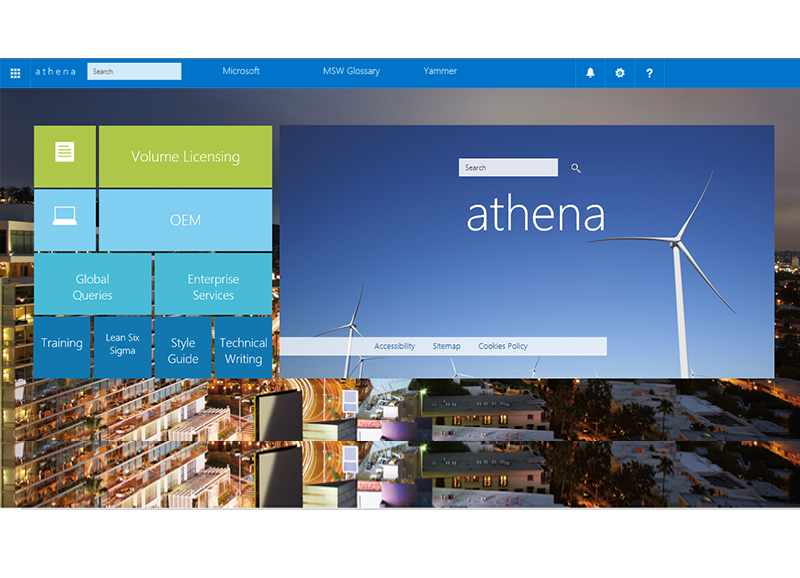 athena
Search
Microsoft
MSW Glossary
Yammer
?
Volume Licensing
OEM
Global
Queries
Enterprise
Services
Training
Lean Six
Sigma
Style
Guide
Technical
Writing
Search
athena
Accessibility
Sitemap
Cookies Policy